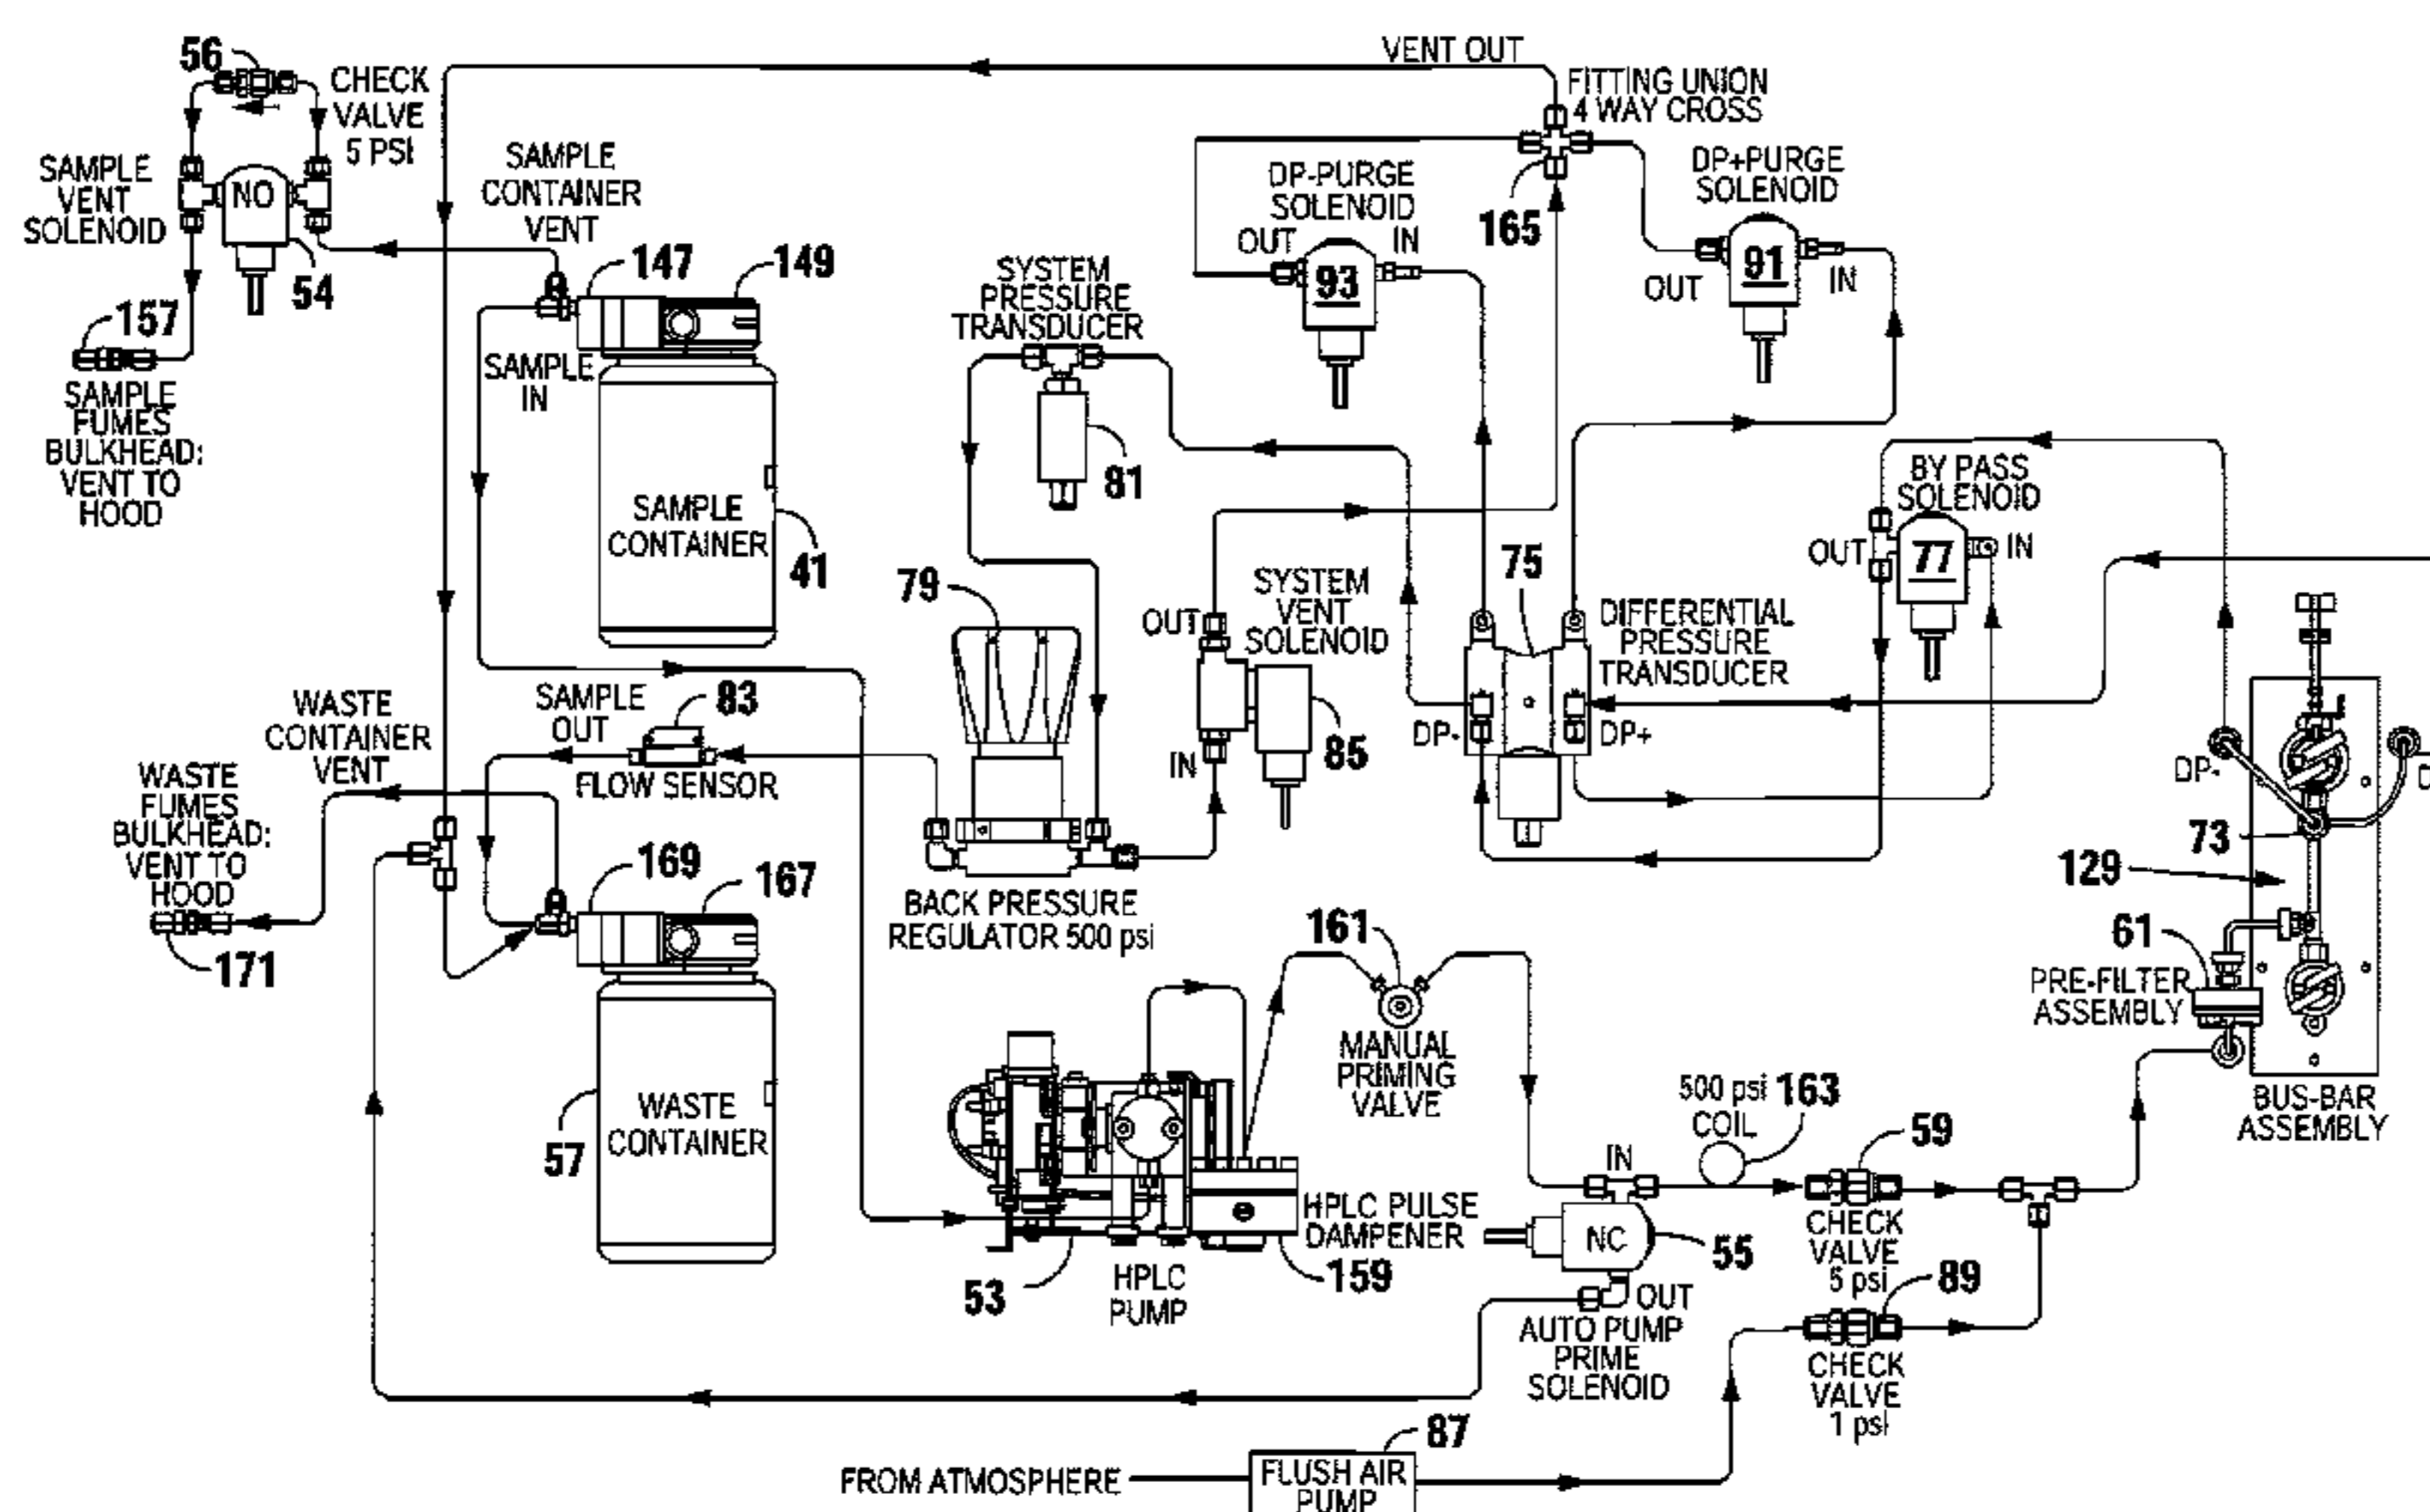 VENT OUT
56
CHECK
VALVE
5 PSI
FITTING UNION
4 WAY CROSS
SAMPLE
VENT
SOLENOID
NO
54
SAMPLE
CONTAINER
VENT
147
149
DP-PURGE
SOLENOID
OUT
IN
93
165
DP+PURGE
SOLENOID
91
OUT
IN
157
SAMPLE
FUMES
BULKHEAD:
VENT TO
HOOD
SAMPLE
IN
SAMPLE
CONTAINER
41
SYSTEM
PRESSURE
TRANSDUCER
81
BY PASS
SOLENOID
OUT
77
IN
79
75
OUT
SYSTEM
VENT
SOLENOID
IN
85
DIFFERENTIAL
PRESSURE
TRANSDUCER
DP-
DP+
WASTE
CONTAINER
VENT
SAMPLE
OUT
83
FLOW SENSOR
WASTE
FUMES
BULKHEAD:
VENT TO
HOOD
171
169
167
BACK PRESSURE
REGULATOR 500 psi
DP-
D
73
129
61
PRE-FILTER
ASSEMBLY
BUS-BAR
ASSEMBLY
161
MANUAL
PRIMING
VALVE
57
WASTE
CONTAINER
500 psi
COIL
163
59
IN
HPLC PULSE
DAMPENER
159
NC
55
CHECK
VALVE
5 psi
89
53
HPLC
PUMP
OUT
AUTO PUMP
PRIME
SOLENOID
CHECK
VALVE
1 psi
87
FROM ATMOSPHERE
FLUSH AIR
PUMP